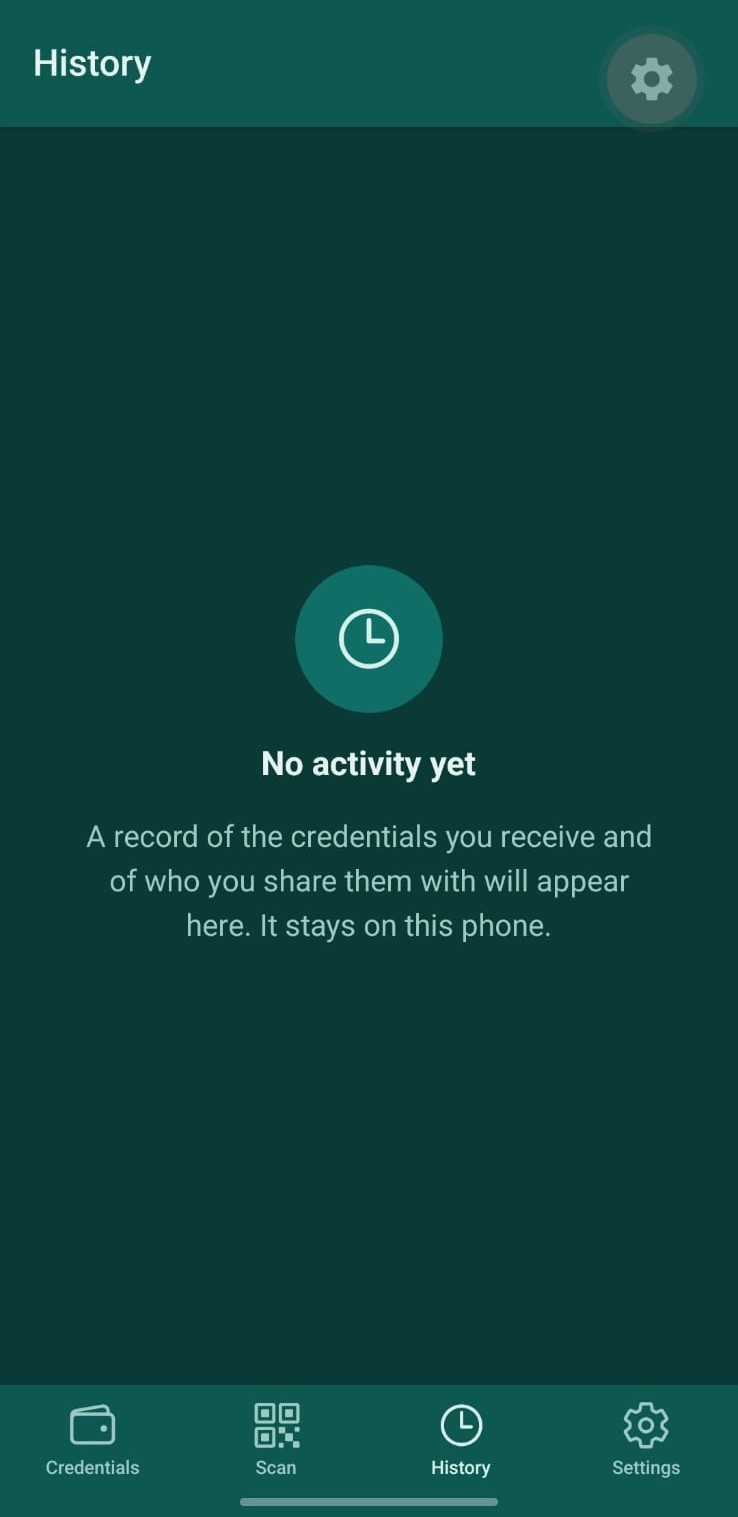 History
No activity yet
A record of the credentials you receive and
of who you share them with will appear
here. It stays on this phone.
Credentials
Scan
History
Settings